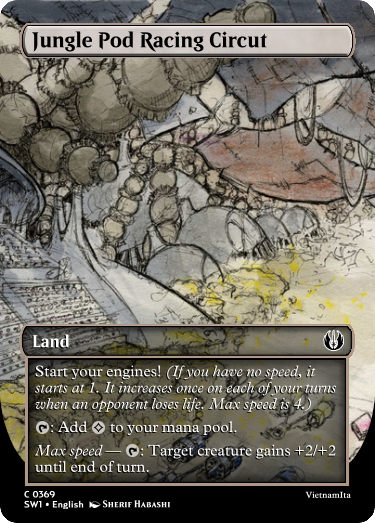 Jungle Pod Racing Circut
Land
Start your engines! (If you have no speed, it
starts at 1. It increases once on each of your turns
when an opponent loses life. Max speed is 4.)
: Add to your mana pool.
Max speed — : Target creature gains +2/+2
until end of turn.
C 0369
SW1 • English Sherif Habashi
VietnamIta